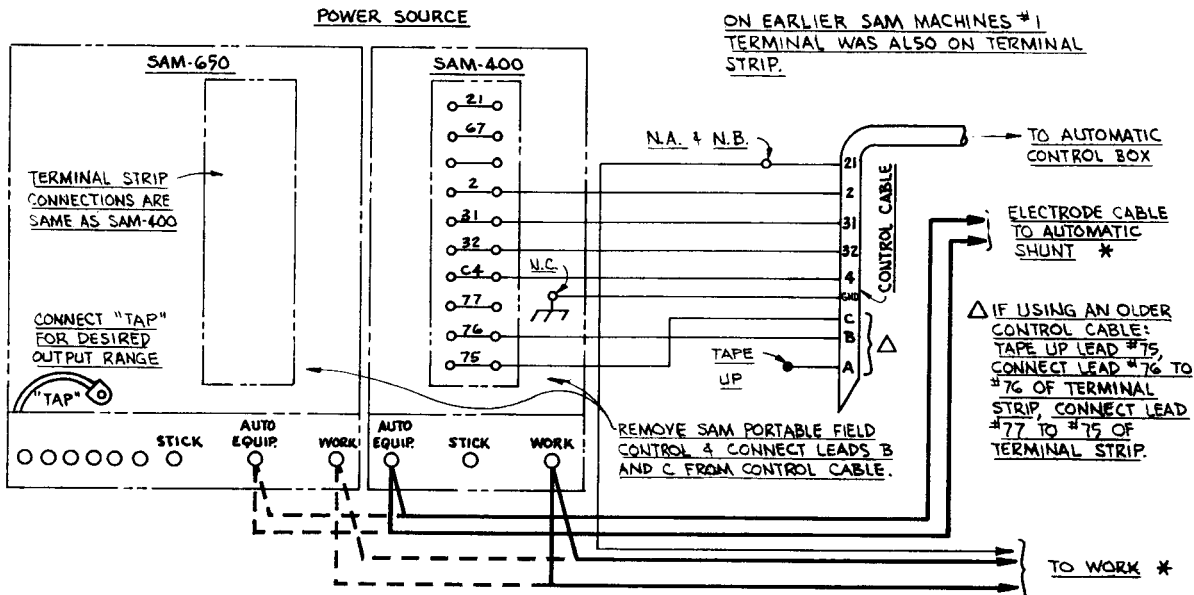 POWER SOURCE
ON EARLIER SAM MACHINES #1
TERMINAL WAS ALSO ON TERMINAL
STRIP.
SAM-650
SAM-400
21
67
2
31
32
C4
77
76
75
TERMINAL STRIP
CONNECTIONS ARE
SAME AS SAM-400
CONNECT "TAP"
FOR DESIRED
OUTPUT RANGE
"TAP"
N.A. & N.B.
N.C.
TAPE
UP
21
2
31
32
4
GND
C
B
A
CONTROL CABLE
TO AUTOMATIC
CONTROL BOX
ELECTRODE CABLE
TO AUTOMATIC
SHUNT *
△
△ IF USING AN OLDER
CONTROL CABLE:
TAPE UP LEAD #75,
CONNECT LEAD #76 TO
#76 OF TERMINAL
STRIP, CONNECT LEAD
#77 TO #75 OF
TERMINAL STRIP.
REMOVE SAM PORTABLE FIELD
CONTROL & CONNECT LEADS B
AND C FROM CONTROL CABLE.
STICK
AUTO
EQUIP.
WORK
AUTO
EQUIP.
STICK
WORK
TO WORK *